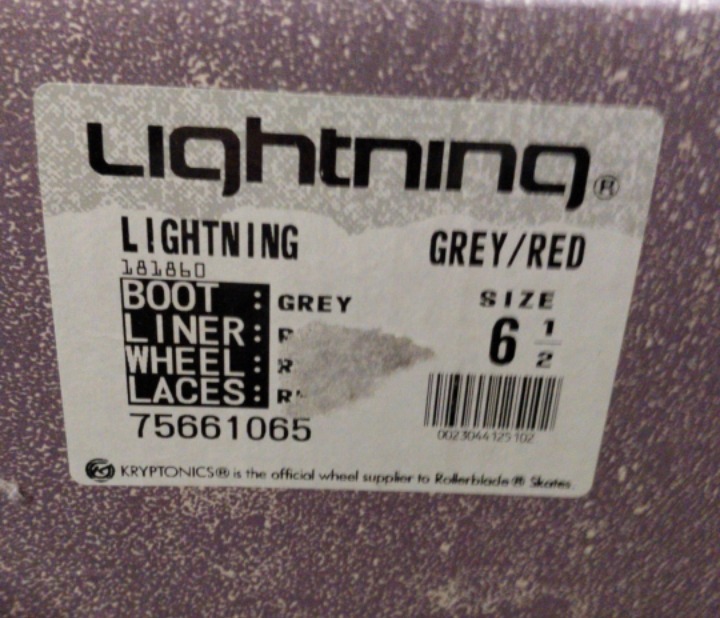 Lightning®
LIGHTNING
GREY/RED
181860
BOOT : GREY
LINER:
WHEEL:
LACES:
SIZE
6 1/2
75661065
0023044125102
KRYPTONICS® is the official wheel supplier to Rollerblade® Skates.